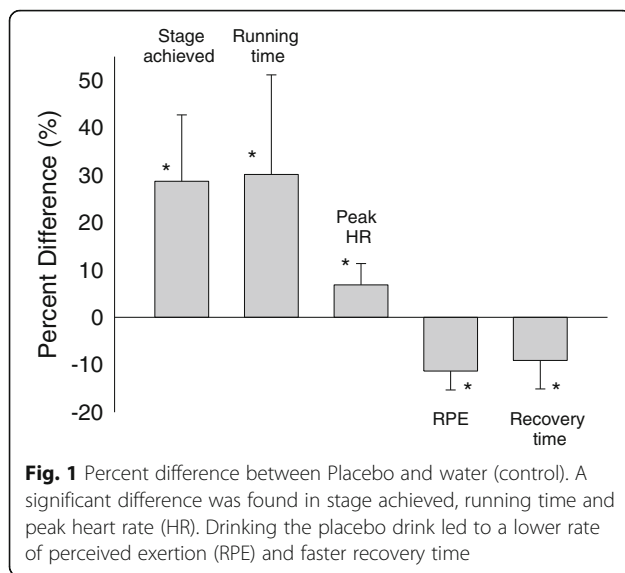 Stage achieved
Running time
Percent Difference (%)
50
40
30
20
10
0
-10
-20
*
*
Peak HR
*
*
*
RPE
Recovery time
Fig. 1 Percent difference between Placebo and water (control). A
significant difference was found in stage achieved, running time and
peak heart rate (HR). Drinking the placebo drink led to a lower rate
of perceived exertion (RPE) and faster recovery time